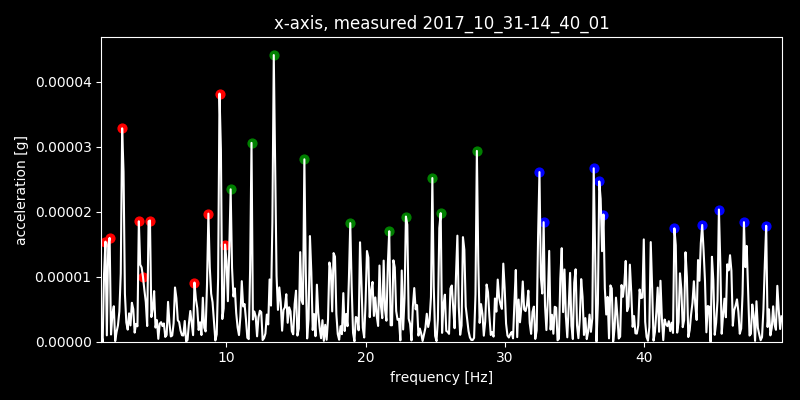 x-axis, measured 2017_10_31-14_40_01
0.00004
0.00003
0.00002
0.00001
0.00000
acceleration [g]
10 20 30 40
frequency [Hz]